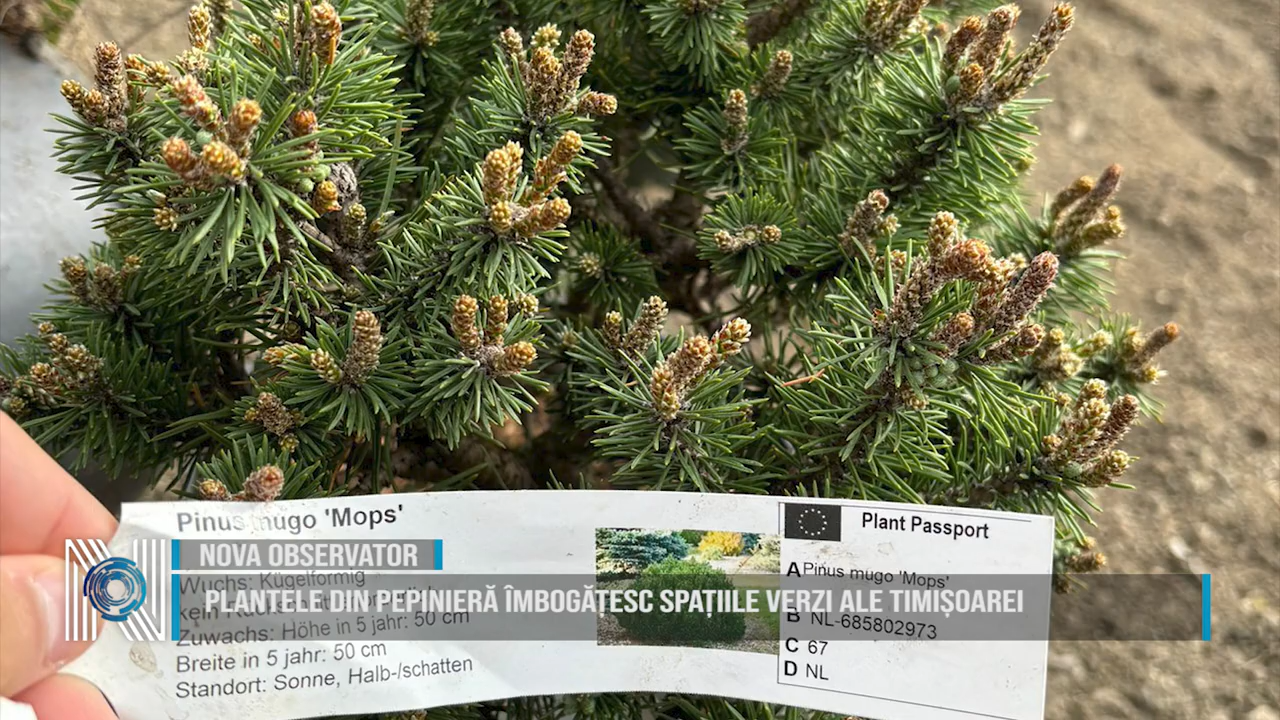 Pinus mugo 'Mops'
Wuchs: Kügelformig
Zuwachs: Höhe in 5 jahr: 50 cm
Breite in 5 jahr: 50 cm
Standort: Sonne, Halb-/schatten
Plant Passport
A Pinus mugo 'Mops'
B NL-685802973
C 67
D NL
NOVA OBSERVATOR
PLANTELE DIN PEPINIERĂ ÎMBOGĂȚESC SPAȚIILE VERZI ALE TIMIȘOAREI